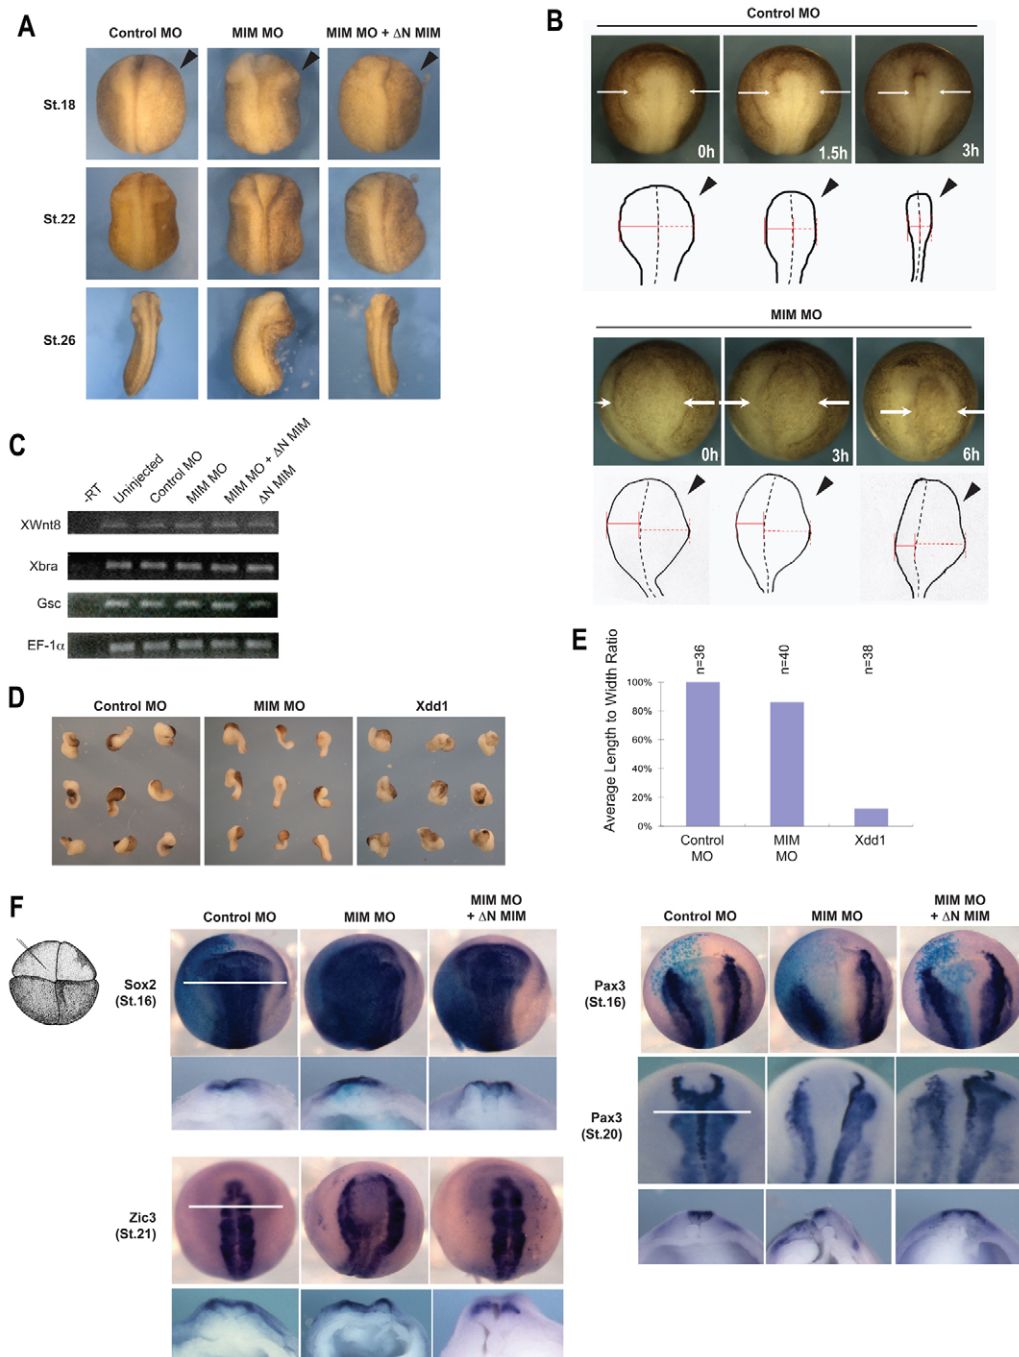 A
Control MO
MIM MO
MIM MO + ΔN MIM
St.18
St.22
St.26
B
Control MO
0h
1.5h
3h
MIM MO
0h
3h
6h
C
-RT
Uninjected
Control MO
MIM MO
MIM MO + ΔN MIM
ΔN MIM
XWnt8
Xbra
Gsc
EF-1α
D
Control MO
MIM MO
Xdd1
E
Average Length to Width Ratio
n=36
n=40
n=38
100%
80%
60%
40%
20%
0%
Control
MO
MIM
MO
Xdd1
F
Control MO
MIM MO
MIM MO
+ ΔN MIM
Sox2
(St.16)
Zic3
(St.21)
Control MO
MIM MO
MIM MO
+ ΔN MIM
Pax3
(St.16)
Pax3
(St.20)